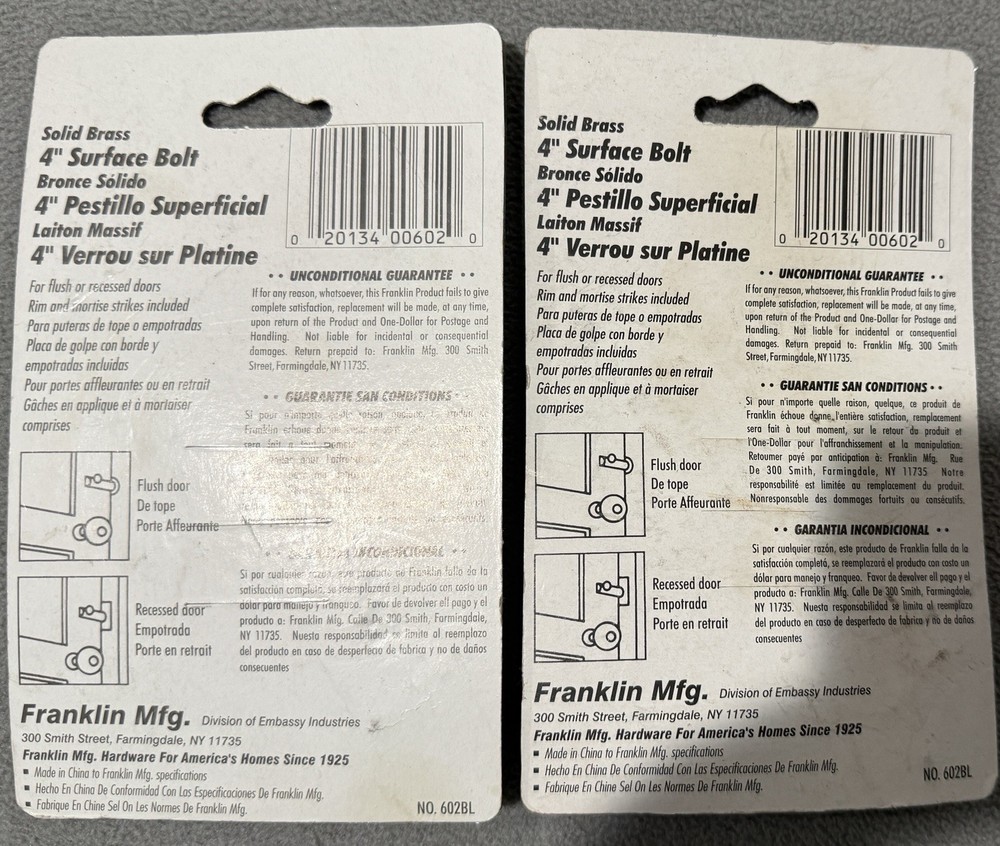 Solid Brass
4" Surface Bolt
Bronce Sólido
4" Pestillo Superficial
Laiton Massif
4" Verrou sur Platine
0 20134 00602 0
For flush or recessed doors
Rim and mortise strikes included
Para puteras de tope o empotradas
Placa de golpe con borde y
empotradas incluidas
Pour portes affleurantes ou en retrait
Gâches en applique et à mortaiser
comprises
•• UNCONDITIONAL GUARANTEE ••
If for any reason, whatsoever, this Franklin Product fails to give
complete satisfaction, replacement will be made, at any time,
upon return of the Product and One-Dollar for Postage and
Handling. Not liable for incidental or consequential
damages. Return prepaid to: Franklin Mfg. 300 Smith
Street, Farmingdale, NY 11735.
•• GUARANTIE SAN CONDITIONS ••
Si pour n'importe raison,
Franklin échoue
sera fait à tout
•• INCONDICIONAL ••
Si por cualquier razón, este producto de Franklin falla da la
satisfacción completá, se reemplazará el producto con costo un
dólar para manejo y franqueo. Favor de devolver ell pago y el
producto a: Franklin Mfg. Calle De 300 Smith, Farmingdale,
NY 11735. Nuesta responsabilidad se limita al reemplazo
del producto en caso de desperfecto de fabrica y no de daños
consecuentes
Flush door
De tope
Porte Affeurante
Recessed door
Empotrada
Porte en retrait
Franklin Mfg. Division of Embassy Industries
300 Smith Street, Farmingdale, NY 11735
Franklin Mfg. Hardware For America's Homes Since 1925
▪ Made in China to Franklin Mfg. specifications
▪ Hecho En China De Conformidad Con Las Especificaciones De Franklin Mfg.
▪ Fabrique En Chine Sel On Les Normes De Franklin Mfg.
NO. 602BL
Solid Brass
4" Surface Bolt
Bronce Sólido
4" Pestillo Superficial
Laiton Massif
4" Verrou sur Platine
0 20134 00602 0
For flush or recessed doors
Rim and mortise strikes included
Para puteras de tope o empotradas
Placa de golpe con borde y
empotradas incluidas
Pour portes affleurantes ou en retrait
Gâches en applique et à mortaiser
comprises
•• UNCONDITIONAL GUARANTEE ••
If for any reason, whatsoever, this Franklin Product fails to give
complete satisfaction, replacement will be made, at any time,
upon return of the Product and One-Dollar for Postage and
Handling. Not liable for incidental or consequential
damages. Return prepaid to: Franklin Mfg. 300 Smith
Street, Farmingdale, NY 11735.
•• GUARANTIE SAN CONDITIONS ••
Si pour n'importe quelle raison, quelque, ce produit de
Franklin échoue donne l'entière satisfaction, remplacement
sera fait à tout moment, sur le retour du produit et
l'One-Dollar pour l'affranchissement et la manipulation.
Retoumer payé par anticipation à: Franklin Mfg. Rue
De 300 Smith, Farmingdale, NY 11735 Notre
responsabilité est limitée au remplacement du produit.
Nonresponsable des dommages fortuits ou consécutifs.
•• GARANTIA INCONDICIONAL ••
Si por cualquier razón, este producto de Franklin falla da la
satisfacción completá, se reemplazará el producto con costo un
dólar para manejo y franqueo. Favor de devolver ell pago y el
producto a: Franklin Mfg. Calle De 300 Smith, Farmingdale,
NY 11735. Nuesta responsabilidad se limita al reemplazo
del producto en caso de desperfecto de fabrica y no de daños
consecuentes
Flush door
De tope
Porte Affeurante
Recessed door
Empotrada
Porte en retrait
Franklin Mfg. Division of Embassy Industries
300 Smith Street, Farmingdale, NY 11735
Franklin Mfg. Hardware For America's Homes Since 1925
▪ Made in China to Franklin Mfg. specifications
▪ Hecho En China De Conformidad Con Las Especificaciones De Franklin Mfg.
▪ Fabrique En Chine Sel On Les Normes De Franklin Mfg.
NO. 602BL